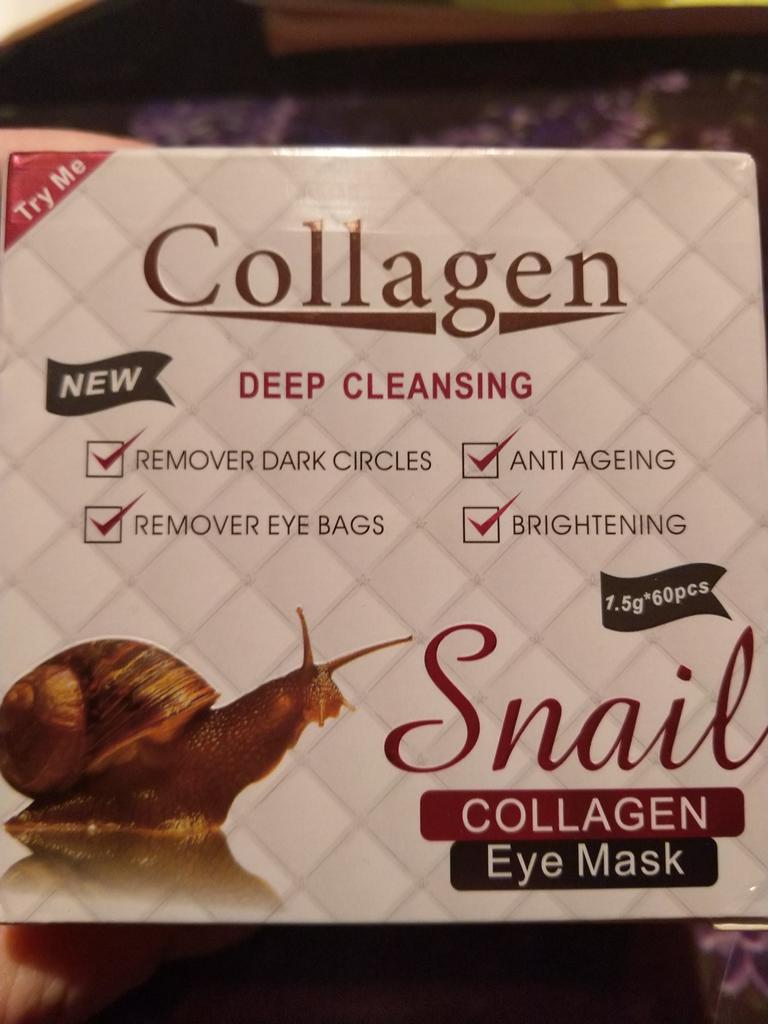 Try Me
Collagen
NEW
DEEP CLEANSING
REMOVER DARK CIRCLES
ANTI AGEING
REMOVER EYE BAGS
BRIGHTENING
1.5g*60pcs
Snail
COLLAGEN
Eye Mask